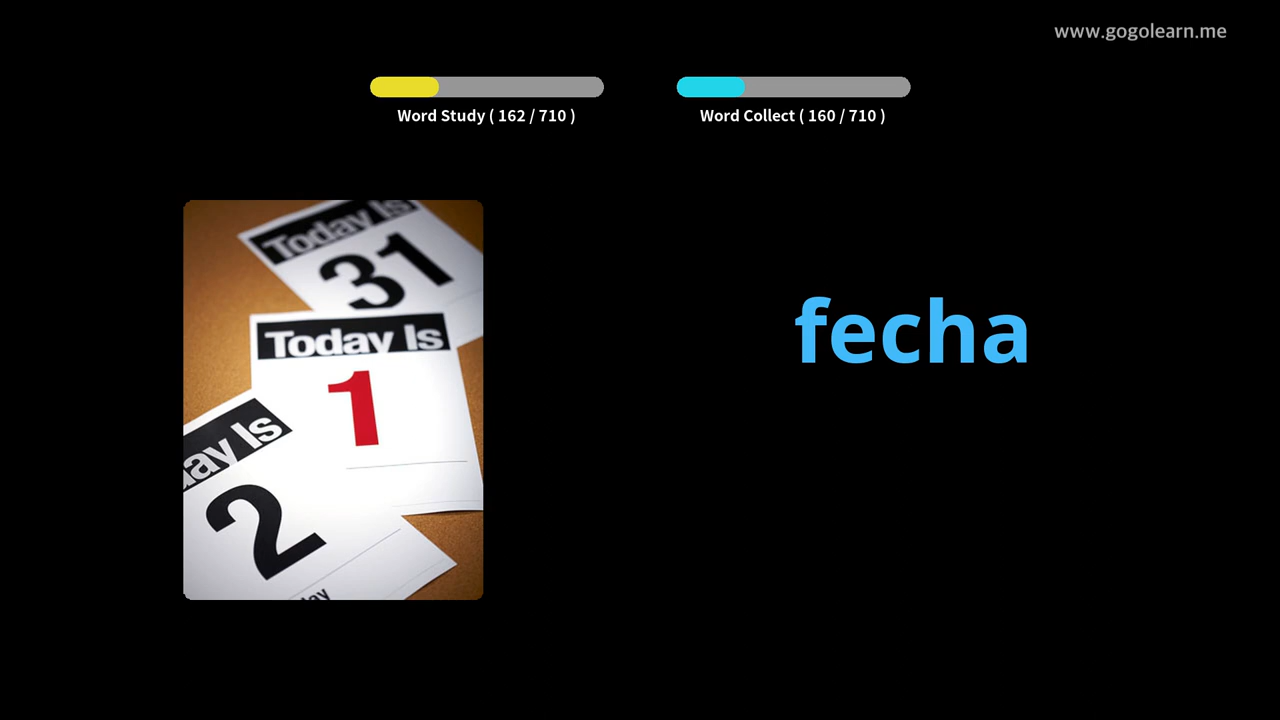 www.gogolearn.me
Word Study ( 162 / 710 )
Word Collect ( 160 / 710 )
Today Is
31
Today Is
1
ay Is
2
fecha